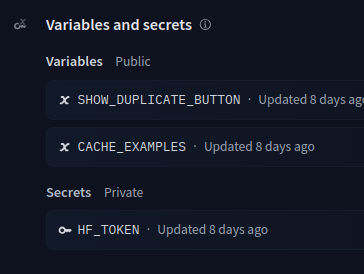 Variables and secrets
Variables Public
SHOW_DUPLICATE_BUTTON · Updated 8 days ago
CACHE_EXAMPLES · Updated 8 days ago
Secrets Private
HF_TOKEN · Updated 8 days ago